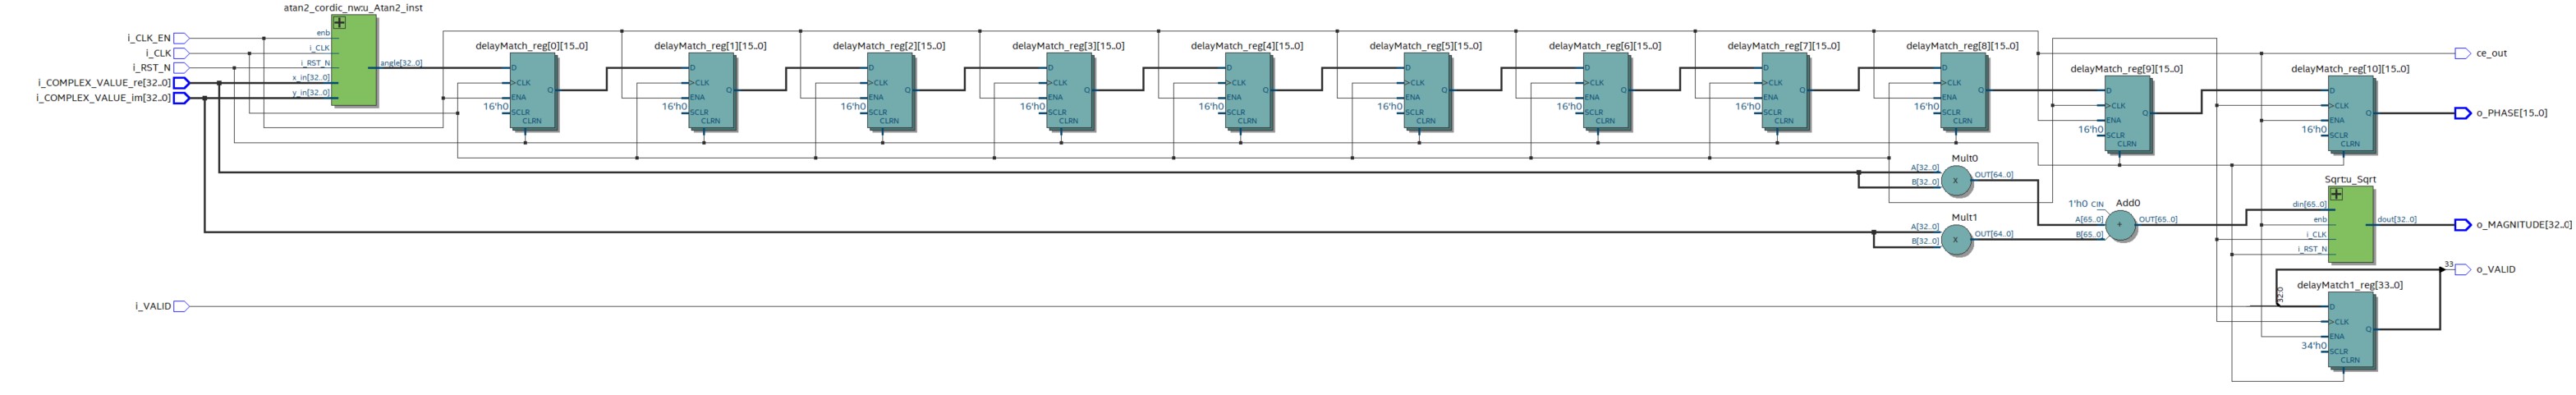 atan2_cordic_nw:u_Atan2_inst
i_CLK_EN
i_CLK
i_RST_N
i_COMPLEX_VALUE_re[32..0]
i_COMPLEX_VALUE_im[32..0]
enb
i_CLK
i_RST_N
x_in[32..0]
y_in[32..0]
angle[32..0]
delayMatch_reg[0][15..0]
D
>CLK
ENA
16'h0
SCLR
CLRN
Q
delayMatch_reg[1][15..0]
D
>CLK
ENA
16'h0
SCLR
CLRN
Q
delayMatch_reg[2][15..0]
D
>CLK
ENA
16'h0
SCLR
CLRN
Q
delayMatch_reg[3][15..0]
D
>CLK
ENA
16'h0
SCLR
CLRN
Q
delayMatch_reg[4][15..0]
D
>CLK
ENA
16'h0
SCLR
CLRN
Q
delayMatch_reg[5][15..0]
D
>CLK
ENA
16'h0
SCLR
CLRN
Q
delayMatch_reg[6][15..0]
D
>CLK
ENA
16'h0
SCLR
CLRN
Q
delayMatch_reg[7][15..0]
D
>CLK
ENA
16'h0
SCLR
CLRN
Q
delayMatch_reg[8][15..0]
D
>CLK
ENA
16'h0
SCLR
CLRN
Q
delayMatch_reg[9][15..0]
D
>CLK
ENA
16'h0
SCLR
CLRN
Q
delayMatch_reg[10][15..0]
D
>CLK
ENA
16'h0
SCLR
CLRN
Q
ce_out
o_PHASE[15..0]
Mult0
A[32..0]
B[32..0]
X
OUT[64..0]
Mult1
A[32..0]
B[32..0]
X
OUT[64..0]
Add0
1'h0 CIN
A[65..0]
B[65..0]
+
OUT[65..0]
Sqrt:u_Sqrt
din[65..0]
enb
i_CLK
i_RST_N
dout[32..0]
o_MAGNITUDE[32..0]
33
o_VALID
i_VALID
32:0
delayMatch1_reg[33..0]
D
>CLK
ENA
34'h0
SCLR
CLRN
Q